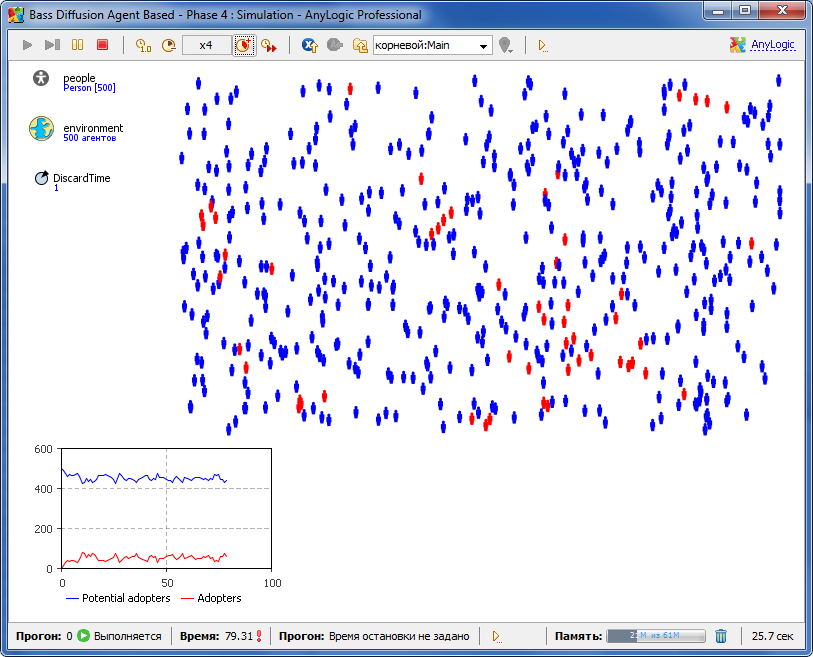 Bass Diffusion Agent Based - Phase 4 : Simulation - AnyLogic Professional
x4
корневой:Main
AnyLogic
people
Person [500]
environment
500 агентов
DiscardTime
1
600
400
200
0
0 50 100
Potential adopters Adopters
Прогон: 0 Выполняется Время: 79.31 Прогон: Время остановки не задано Память: из 61M 25.7 сек